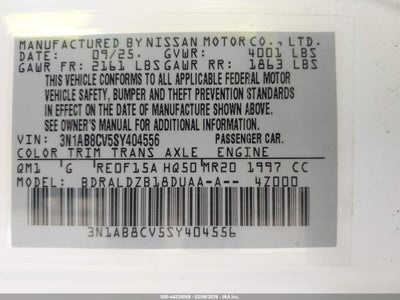 MANUFACTURED BY NISSAN MOTOR CO., LTD.
DATE: 09/25. GVWR: 4001 LBS
GAWR FR: 2161 LBS GAWR RR: 1863 LBS
THIS VEHICLE CONFORMS TO ALL APPLICABLE FEDERAL MOTOR
VEHICLE SAFETY, BUMPER AND THEFT PREVENTION STANDARDS
IN EFFECT ON THE DATE OF MANUFACTURE SHOWN ABOVE.
SEE OWNER'S MANUAL FOR ADDITIONAL INFORMATION.
VIN: 3N1AB8CV5SY404556 PASSENGER CAR.
COLOR TRIM TRANS AXLE ENGINE
QM1 G RE0F15A HQ50 MR20 1997 CC
MODEL: BDRALDZB18DUAA-A-- 4Z000
3N1AB8CV5SY404556